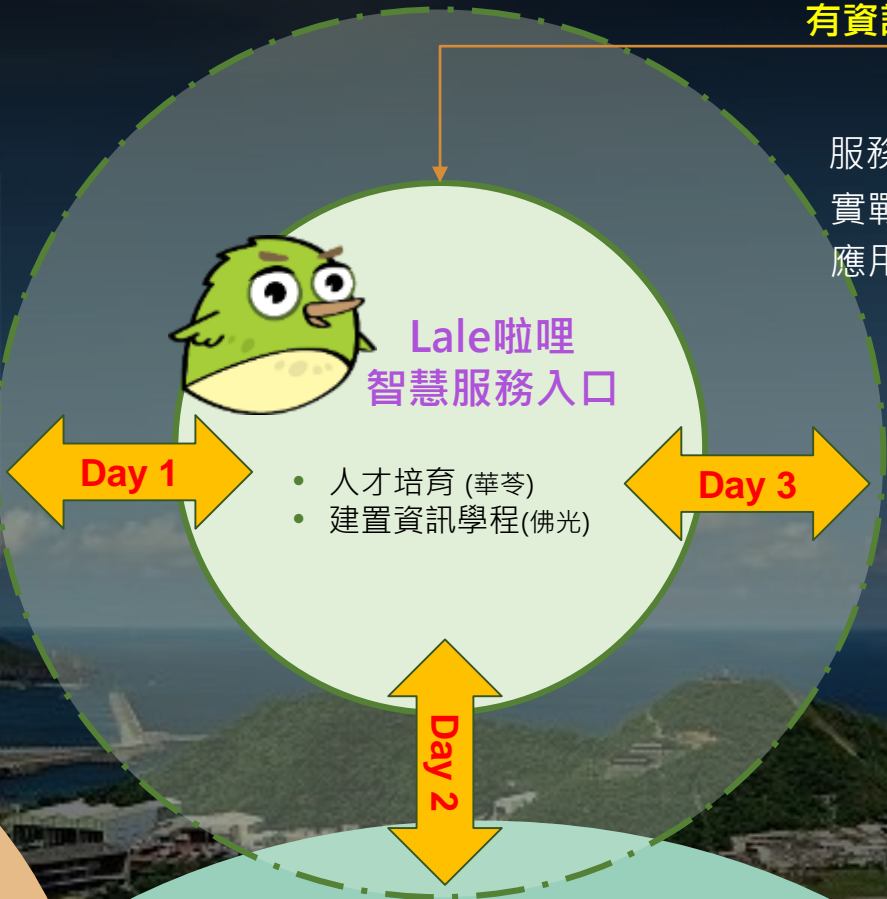 有資
服務
實戰
應用
Lale啦哩
智慧服務入口
Day 1
• 人才培育 (華苓)
• 建置資訊學程(佛光)
Day 3
Day 2